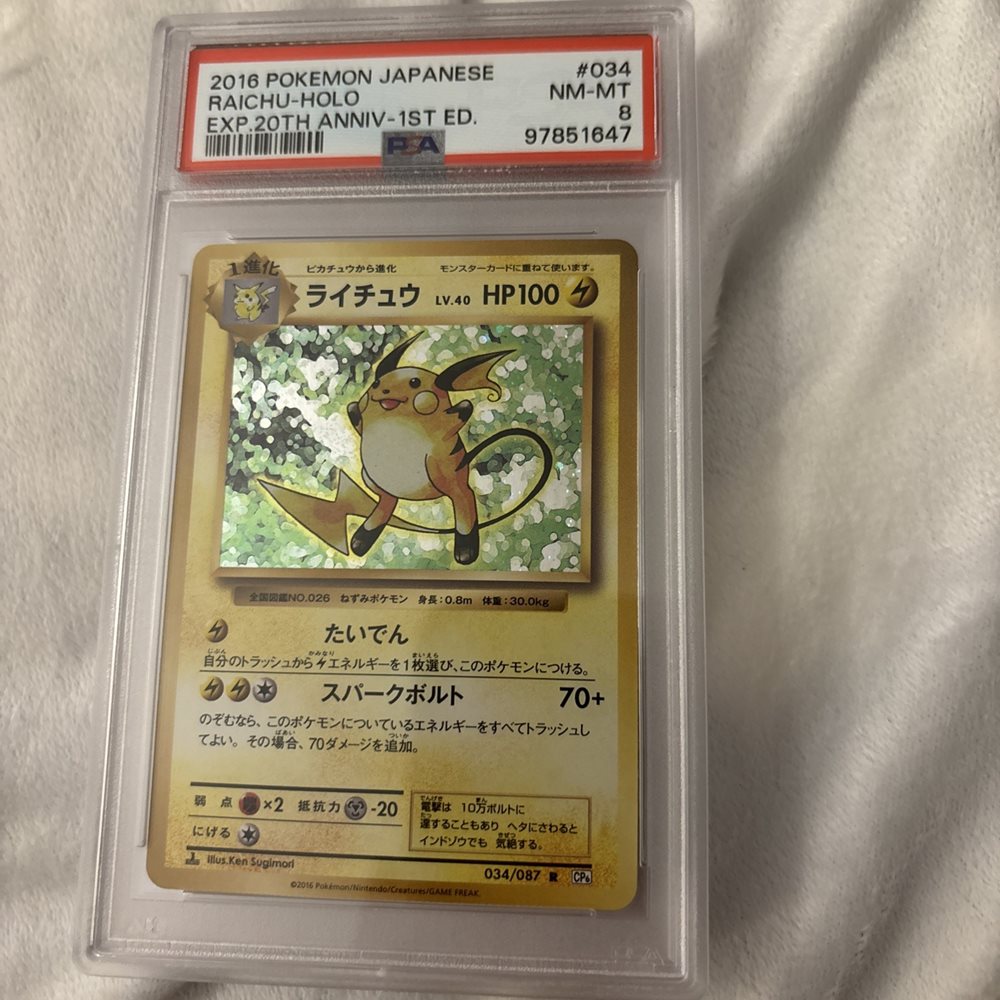 2016 POKEMON JAPANESE #034
RAICHU-HOLO NM-MT
EXP.20TH ANNIV-1ST ED. 8
PSA 97851647
1進化 ピカチュウから進化 モンスターカードに重ねて使います。
ライチュウ LV.40 HP100
全国図鑑NO.026 ねずみポケモン 身長:0.8m 体重:30.0kg
たいでん
自分のトラッシュからエネルギーを1枚選び、このポケモンにつける。
スパークボルト 70+
のぞむなら、このポケモンについているエネルギーをすべてトラッシュし
てよい。その場合、70ダメージを追加。
弱点 ×2 抵抗力 -20
にげる
電撃は 10万ボルトに
達することもあり ヘタにさわると
インドゾウでも 気絶する。
Illus.Ken Sugimori
034/087 R CP6
©2016 Pokémon/Nintendo/Creatures/GAME FREAK.